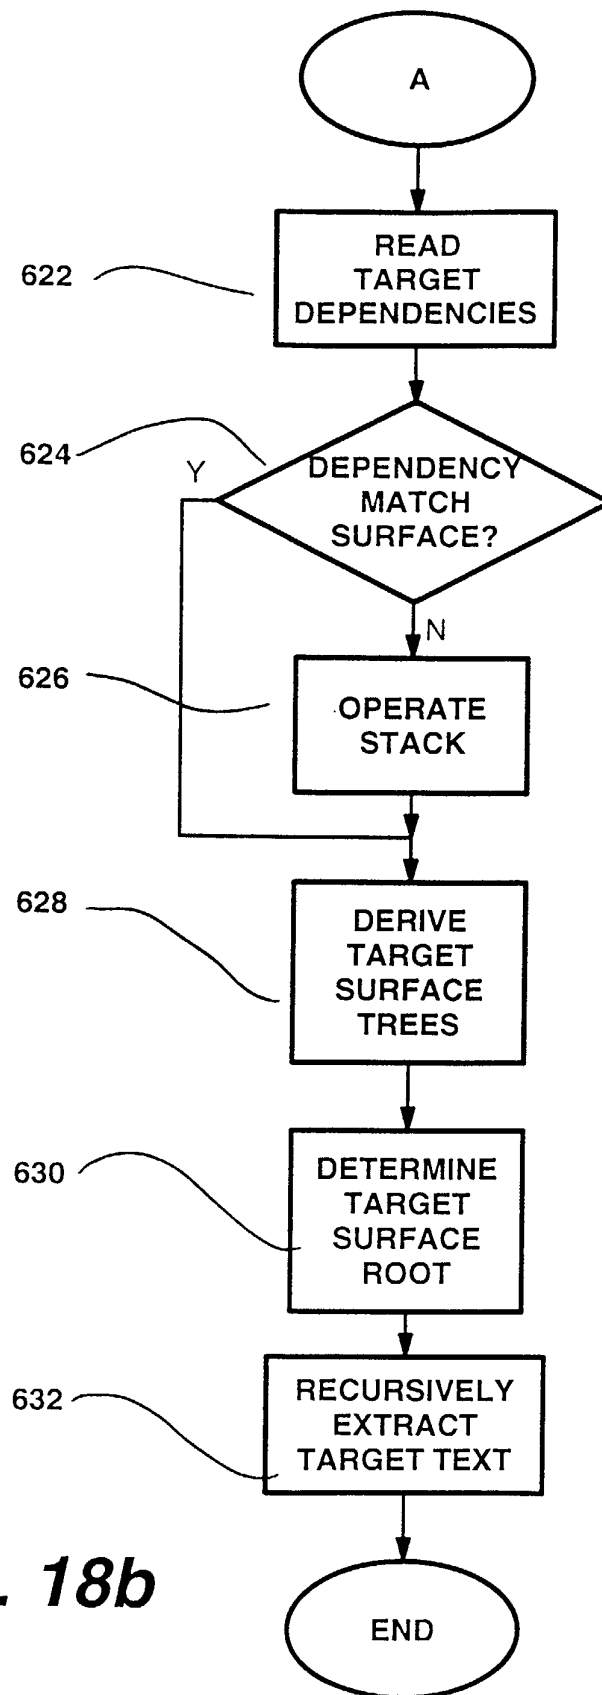 A
READ
TARGET
DEPENDENCIES
622
624
Y
DEPENDENCY
MATCH
SURFACE?
N
626
OPERATE
STACK
628
DERIVE
TARGET
SURFACE
TREES
630
DETERMINE
TARGET
SURFACE
ROOT
632
RECURSIVELY
EXTRACT
TARGET TEXT
. 18b
END